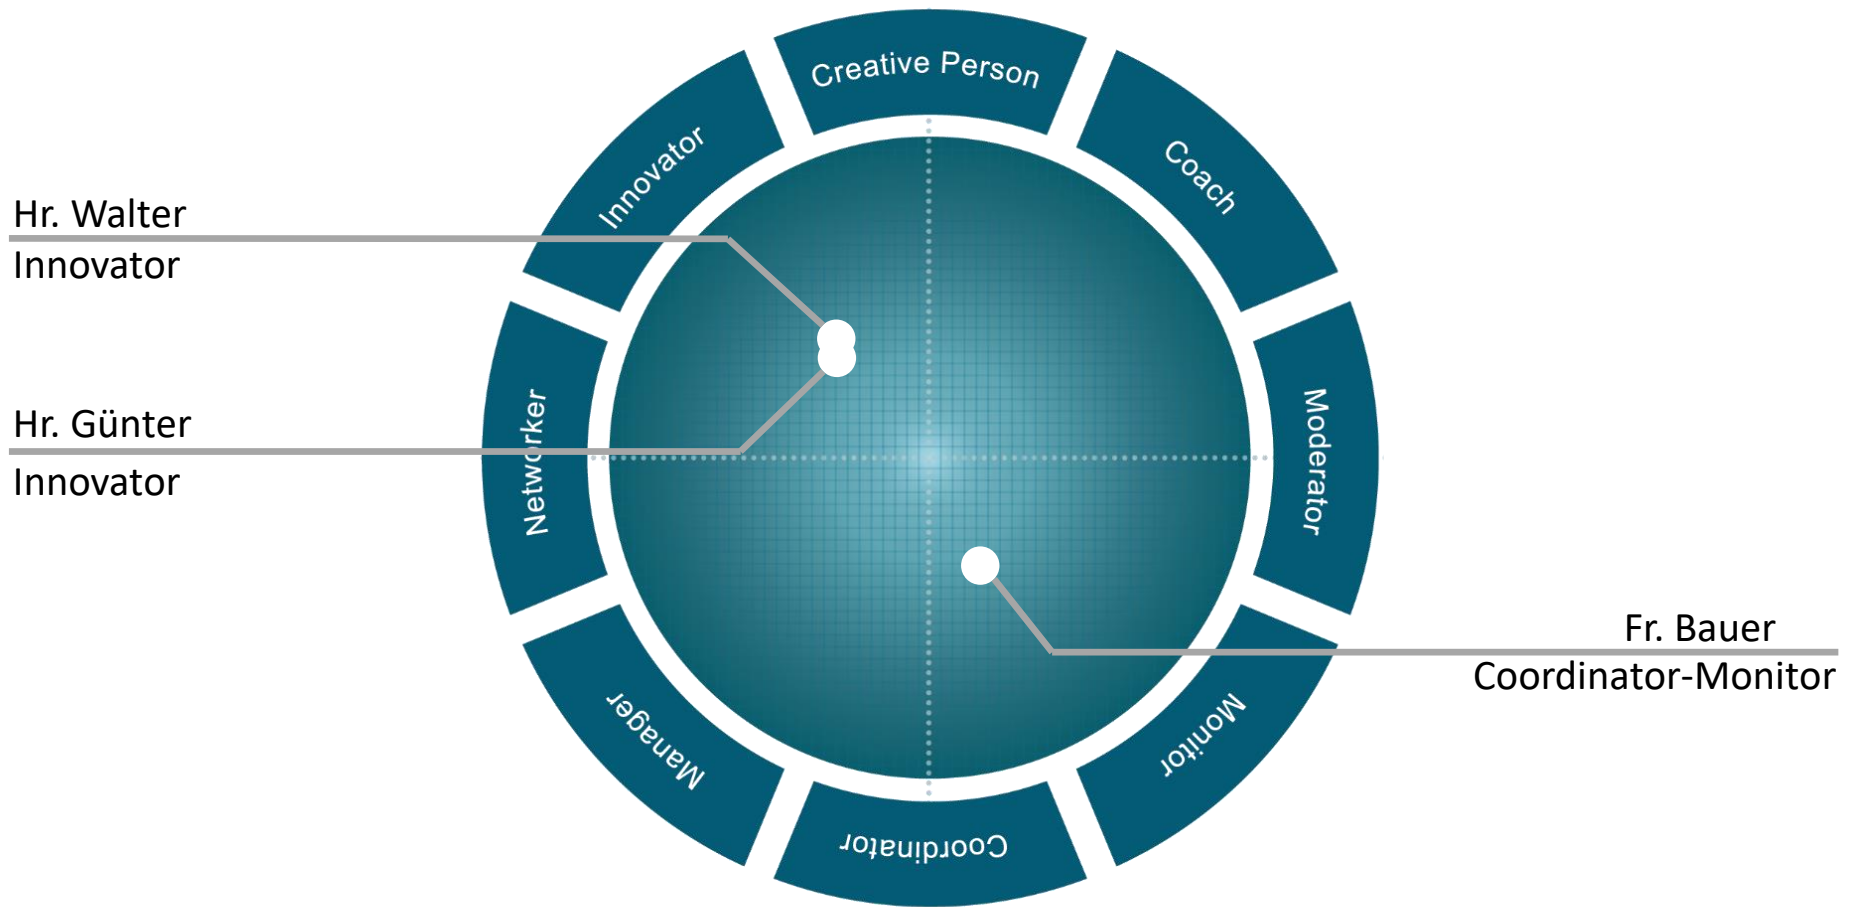 Creative Person
Innovator
Coach
Hr. Walter
Innovator
Hr. Günter
Innovator
Networker
Moderator
Fr. Bauer
Coordinator-Monitor
Manager
Monitor
Coordinator